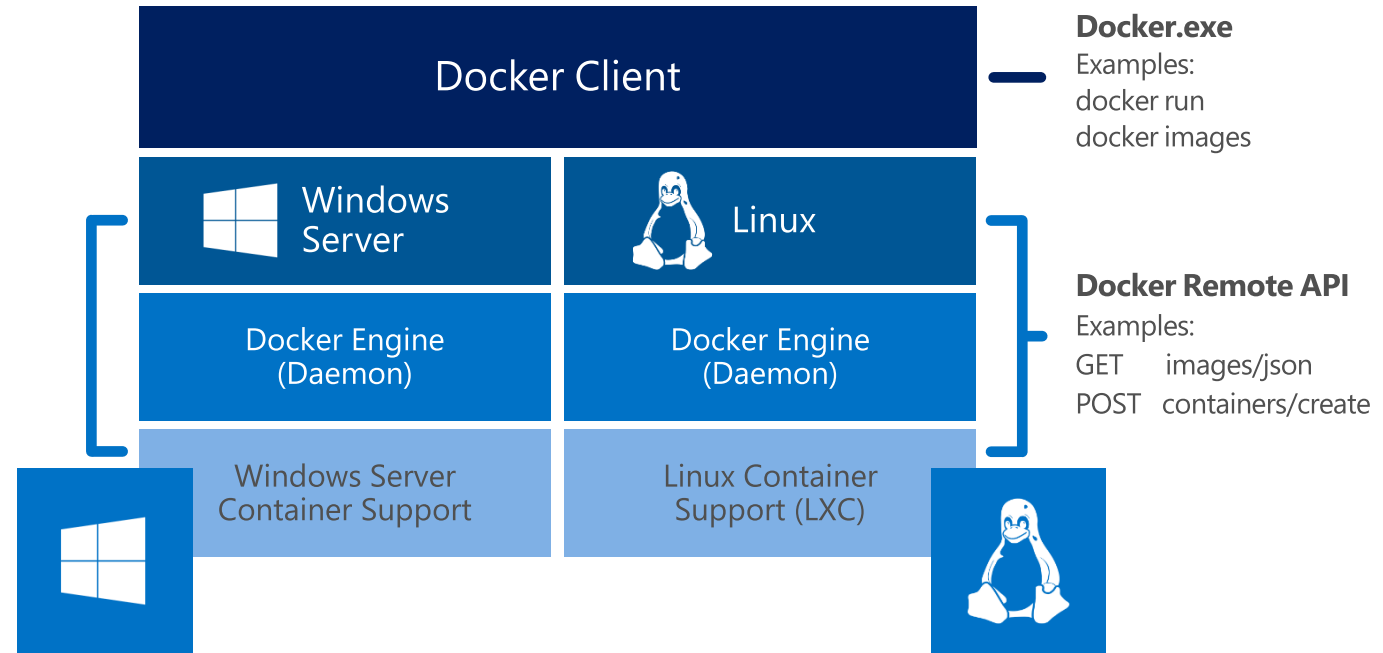 Docker Client
Docker.exe
Examples:
docker run
docker images
Windows
Server
Linux
Docker Engine
(Daemon)
Docker Engine
(Daemon)
Docker Remote API
Examples:
GET images/json
POST containers/create
Windows Server
Container Support
Linux Container
Support (LXC)